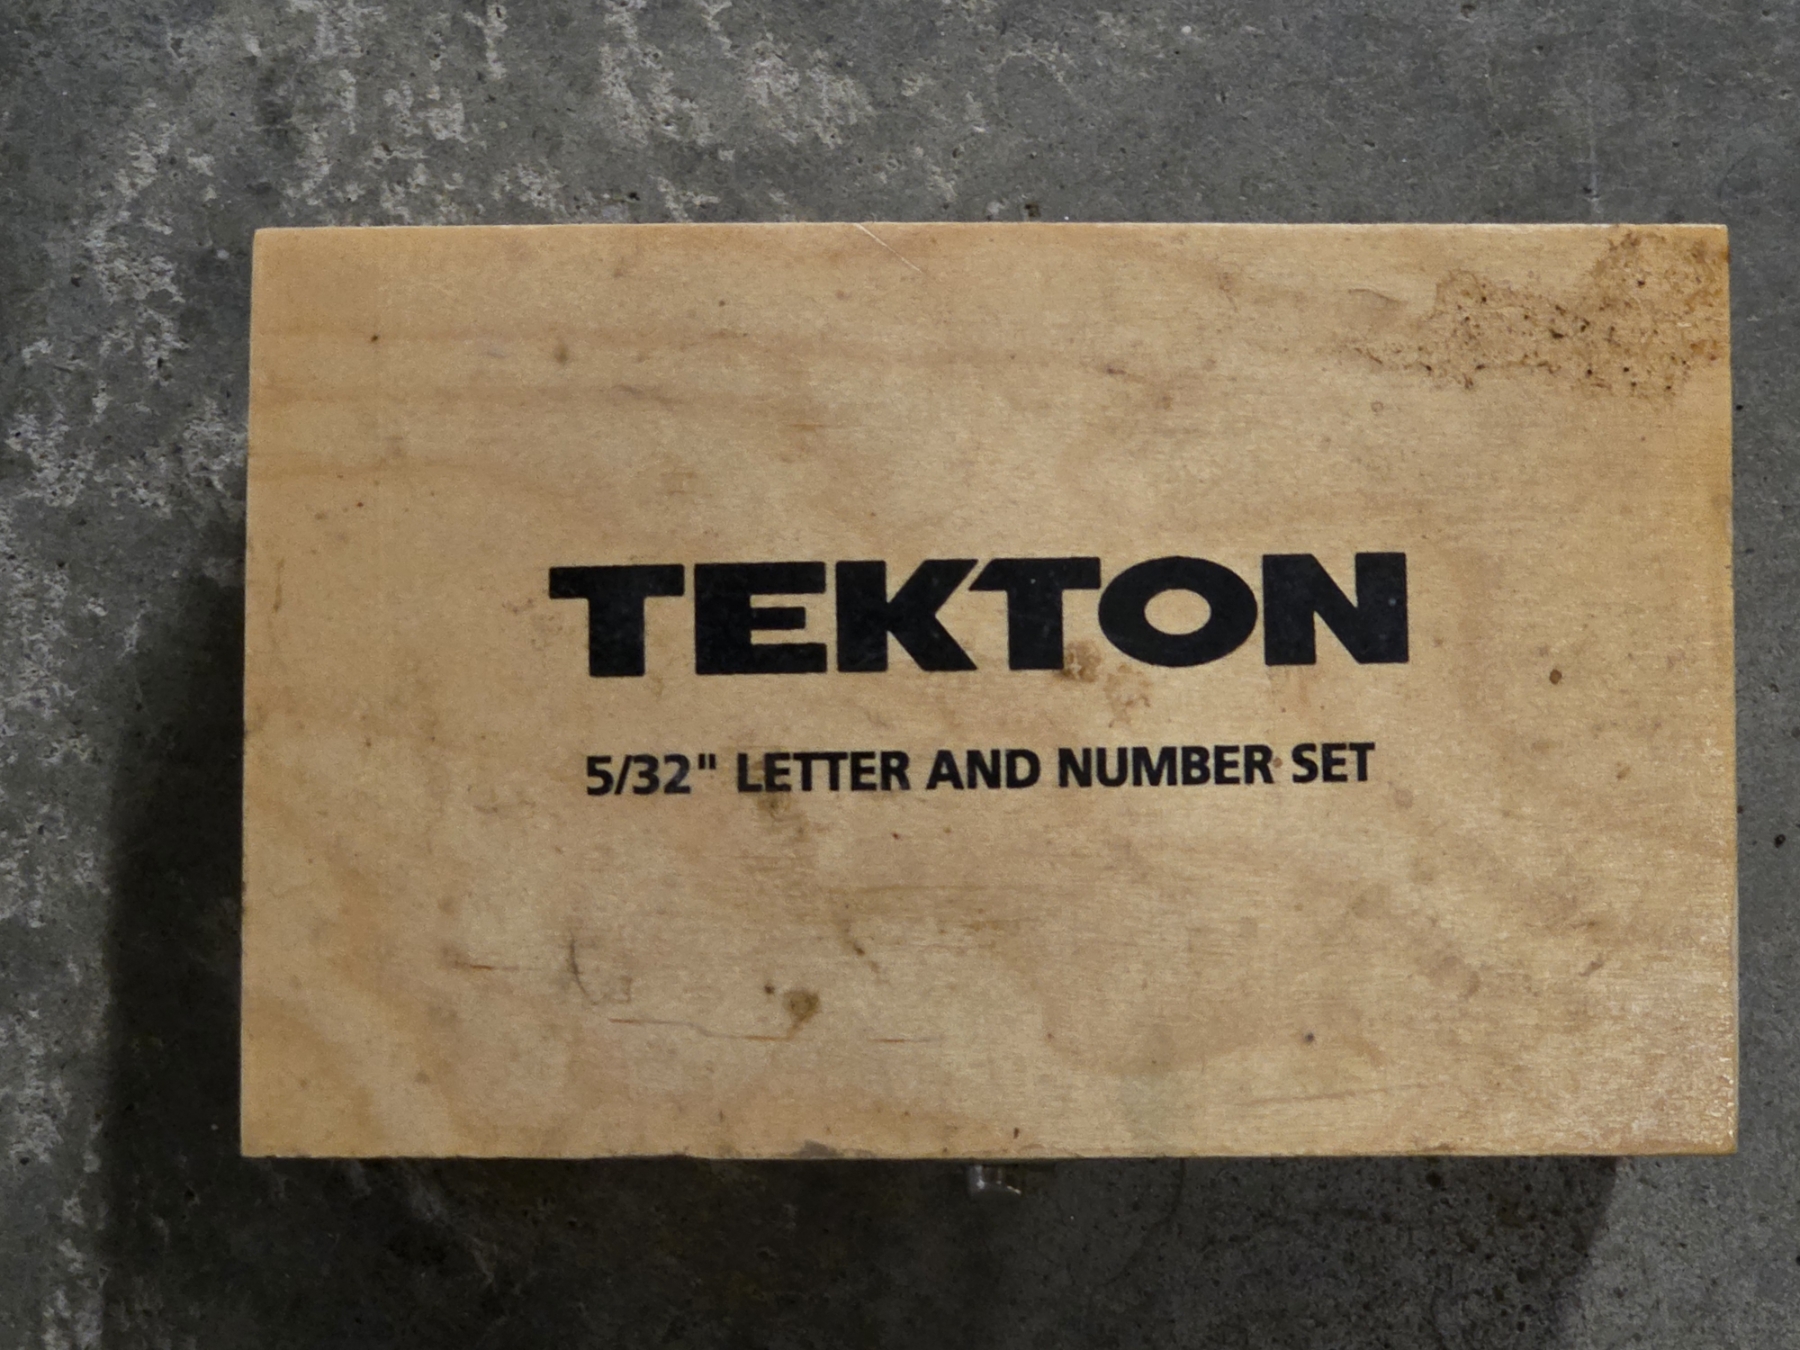 TEKTON
5/32" LETTER AND NUMBER SET